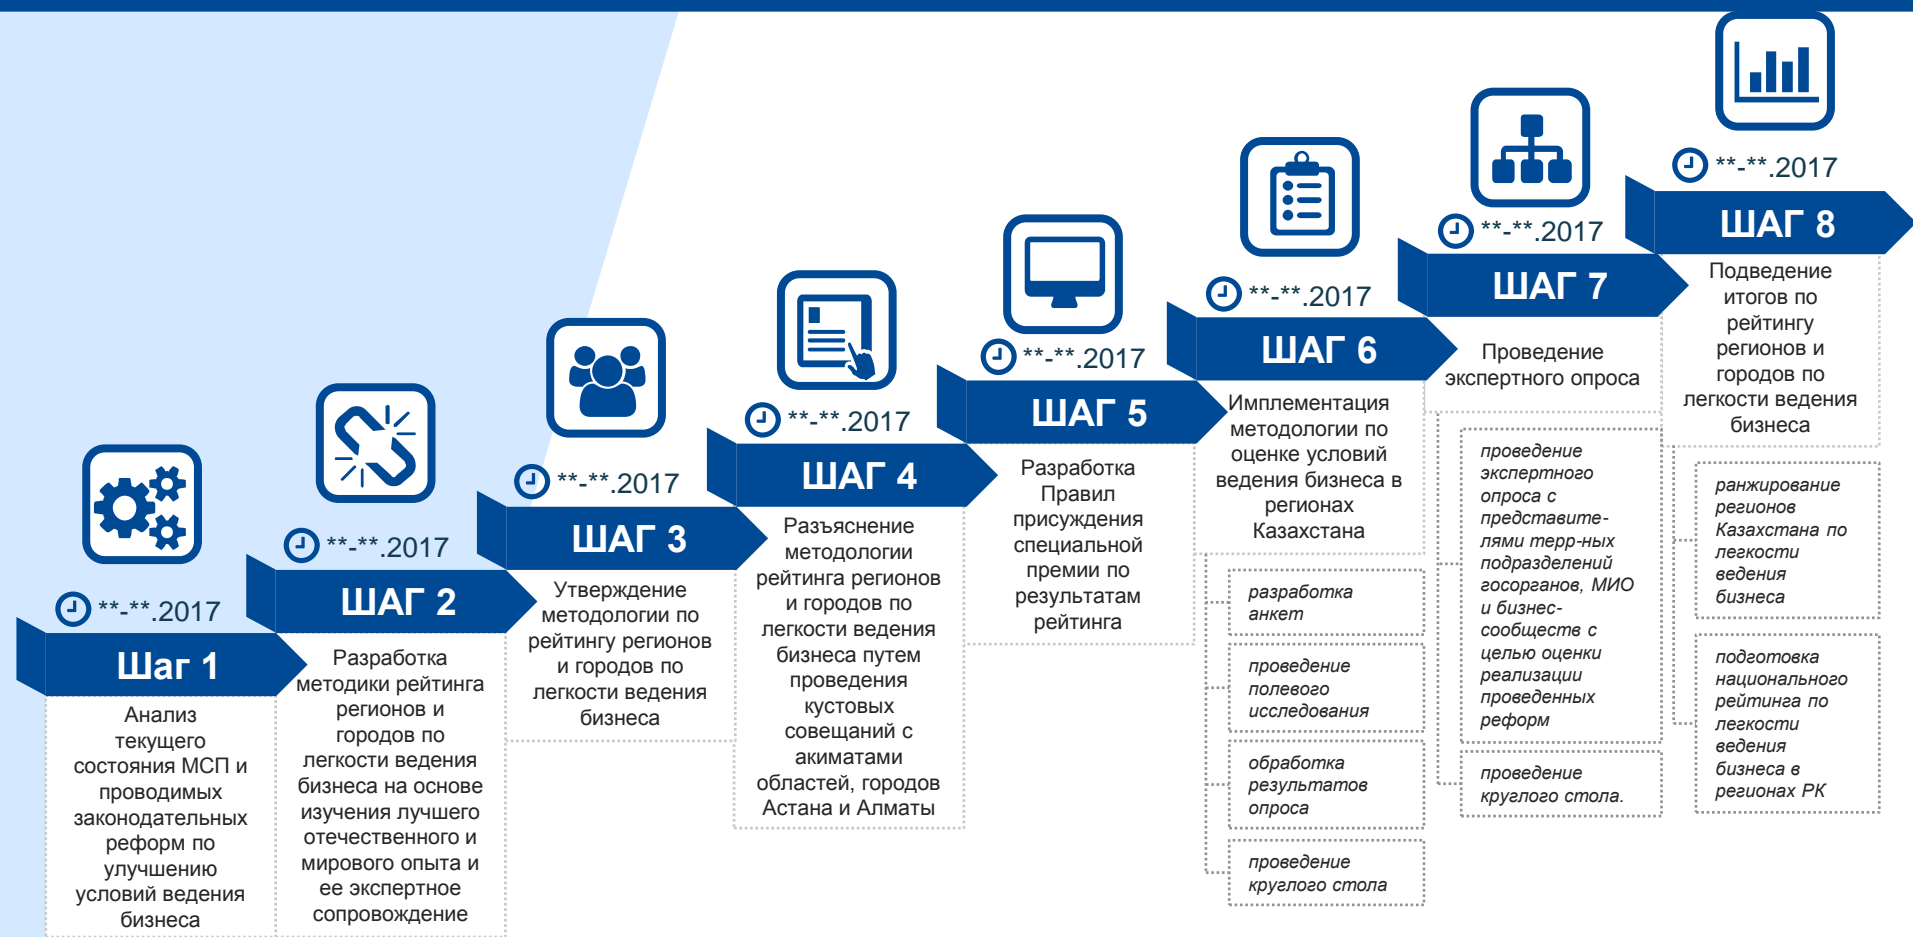 **-**.2017
Шаг 1
Анализ
текущего
состояния МСП и
проводимых
законодательных
реформ по
улучшению
условий ведения
бизнеса
**-**.2017
ШАГ 2
Разработка
методики рейтинга
регионов и
городов по
легкости ведения
бизнеса на основе
изучения лучшего
отечественного и
мирового опыта и
ее экспертное
сопровождение
**-**.2017
ШАГ 3
Утверждение
методологии по
рейтингу регионов
и городов по
легкости ведения
бизнеса
**-**.2017
ШАГ 4
Разъяснение
методологии
рейтинга регионов
и городов по
легкости ведения
бизнеса путем
проведения
кустовых
совещаний с
акиматами
областей, городов
Астана и Алматы
**-**.2017
ШАГ 5
Разработка
Правил
присуждения
специальной
премии по
результатам
рейтинга
**-**.2017
ШАГ 6
Имплементация
методологии по
оценке условий
ведения бизнеса в
регионах
Казахстана
разработка
анкет
проведение
полевого
исследования
обработка
результатов
опроса
проведение
круглого стола
**-**.2017
ШАГ 7
Проведение
экспертного опроса
проведение
экспертного
опроса с
представите-
лями терр-ных
подразделений
госорганов, МИО
и бизнес-
сообществ с
целью оценки
реализации
проведенных
реформ
проведение
круглого стола.
**-**.2017
ШАГ 8
Подведение
итогов по
рейтингу
регионов и
городов по
легкости ведения
бизнеса
ранжирование
регионов
Казахстана по
легкости
ведения
бизнеса
подготовка
национального
рейтинга по
легкости
ведения
бизнеса в
регионах РК